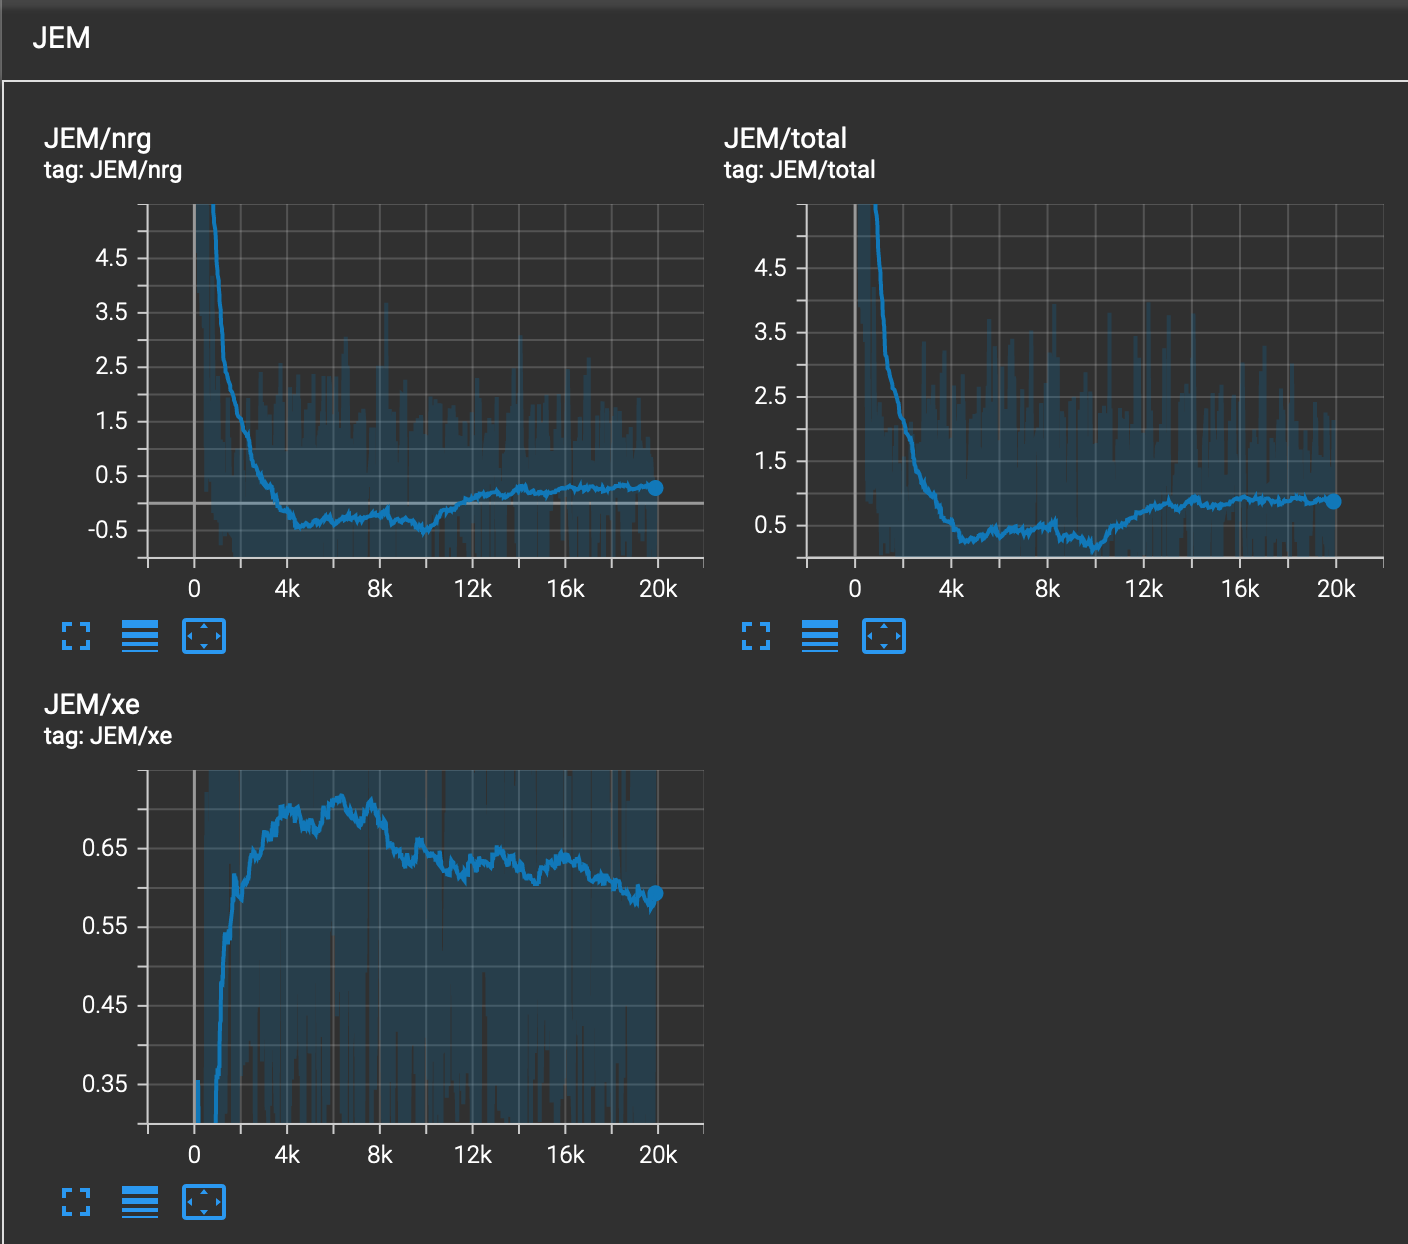 JEM
JEM/nrg
tag: JEM/nrg
4.5
3.5
2.5
1.5
0.5
-0.5
0 4k 8k 12k 16k 20k
JEM/total
tag: JEM/total
4.5
3.5
2.5
1.5
0.5
0 4k 8k 12k 16k 20k
JEM/xe
tag: JEM/xe
0.65
0.55
0.45
0.35
0 4k 8k 12k 16k 20k